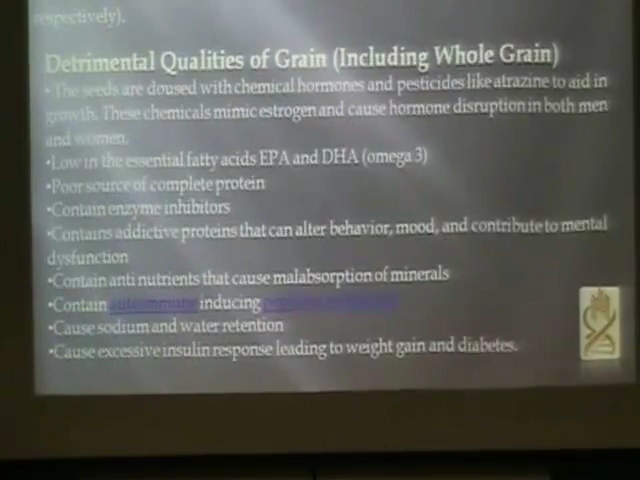 respectively).
Detrimental Qualities of Grain (Including Whole Grain)
• The seeds are doused with chemical hormones and pesticides like atrazine to aid in
growth. These chemicals mimic estrogen and cause hormone disruption in both men
and women.
•Low in the essential fatty acids EPA and DHA (omega 3)
•Poor source of complete protein
•Contain enzyme inhibitors
•Contains addictive proteins that can alter behavior, mood, and contribute to mental
dysfunction
•Contain anti nutrients that cause malabsorption of minerals
•Contain autoimmune inducing
•Cause sodium and water retention
•Cause excessive insulin response leading to weight gain and diabetes.